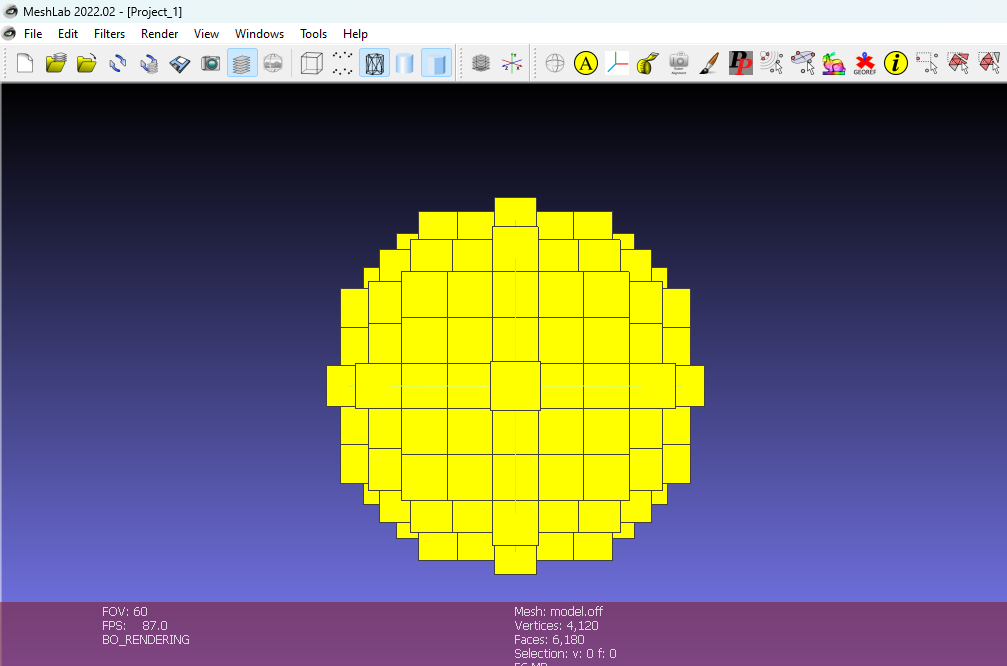 MeshLab 2022.02 - [Project_1]
File Edit Filters Render View Windows Tools Help
A
Pp
GEOREF
i
FOV: 60
FPS: 87.0
BO_RENDERING
Mesh: model.off
Vertices: 4,120
Faces: 6,180
Selection: v: 0 f: 0